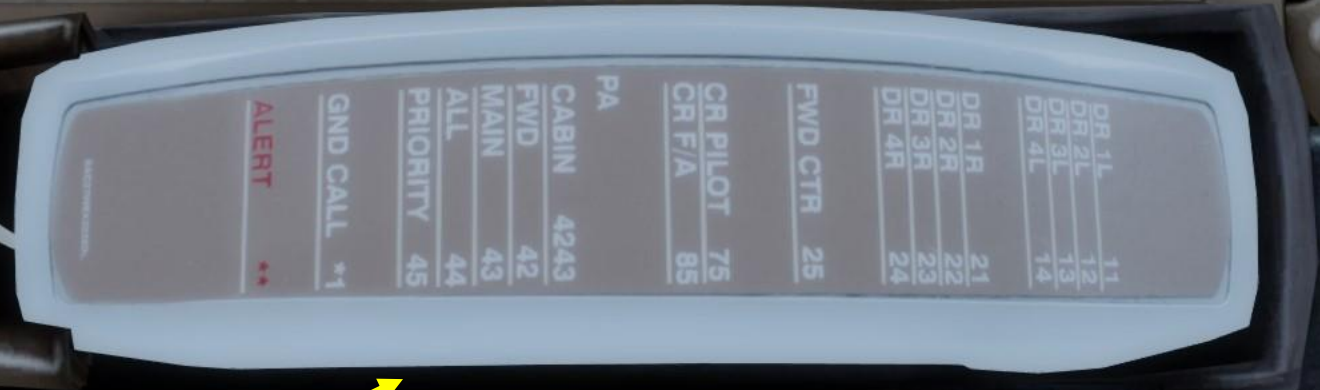 DR 1L 11
DR 2L 12
DR 3L 13
DR 4L 14
DR 1R 21
DR 2R 22
DR 3R 23
DR 4R 24
FWD CTR 25
CR PILOT 75
CR F/A 85
PA
CABIN 4243
FWD 42
MAIN 43
ALL 44
PRIORITY 45
GND CALL *1
ALERT **